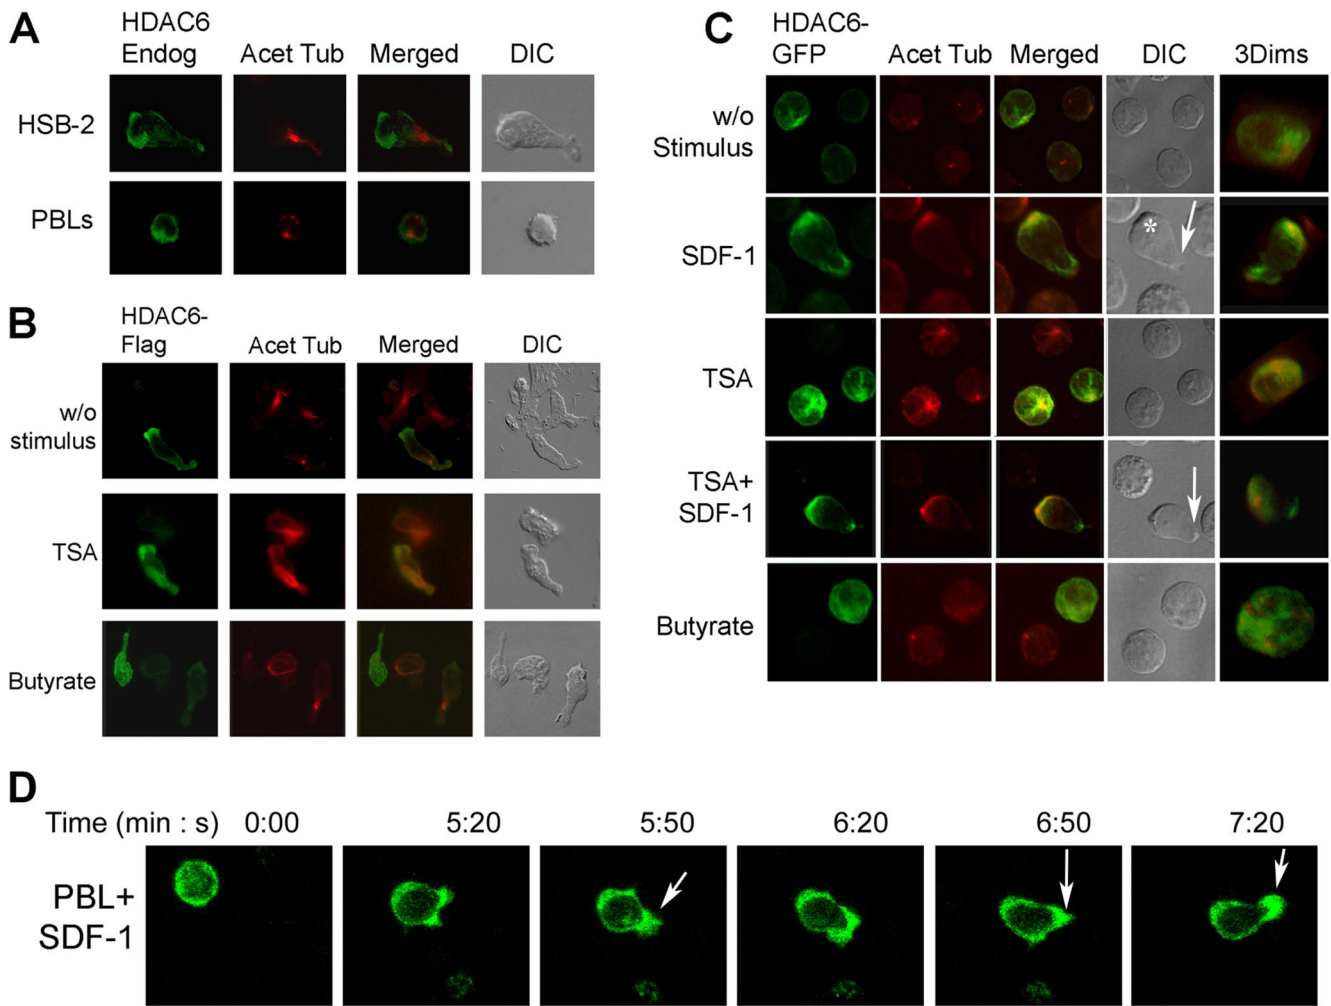 A
HDAC6
Endog
Acet Tub
Merged
DIC
HSB-2
PBLs
B
HDAC6-
Flag
Acet Tub
Merged
DIC
w/o
stimulus
TSA
Butyrate
C
HDAC6-
GFP
Acet Tub
Merged
DIC
3Dims
w/o
Stimulus
SDF-1
*
TSA
TSA+
SDF-1
Butyrate
D
Time (min : s) 0:00 5:20 5:50 6:20 6:50 7:20
PBL+
SDF-1